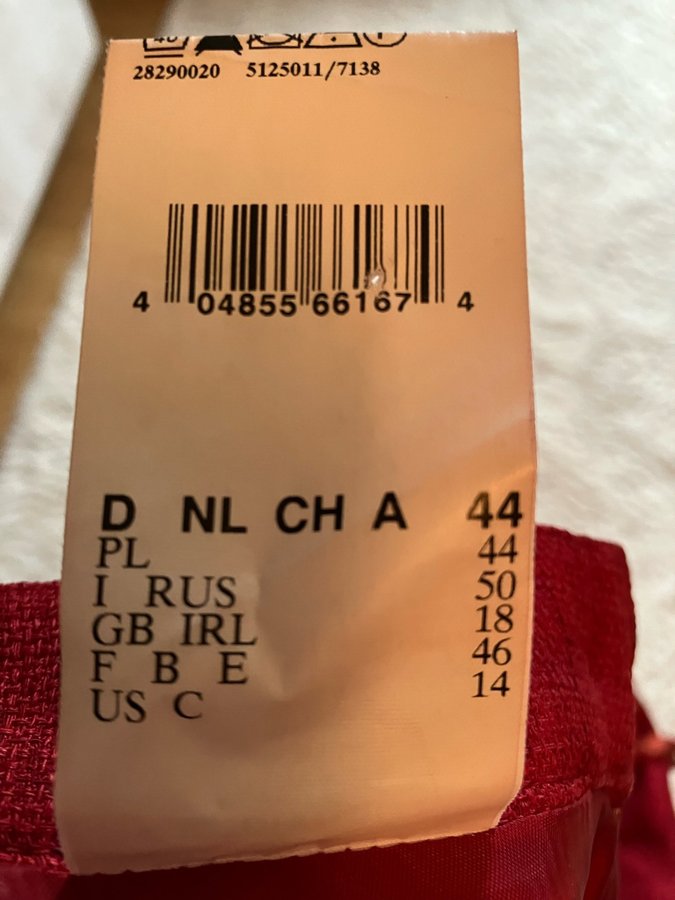 28290020 5125011/7138
4 04855 66167 4
D NL CH A 44
PL 44
I RUS 50
GB IRL 18
F B E 46
US C 14